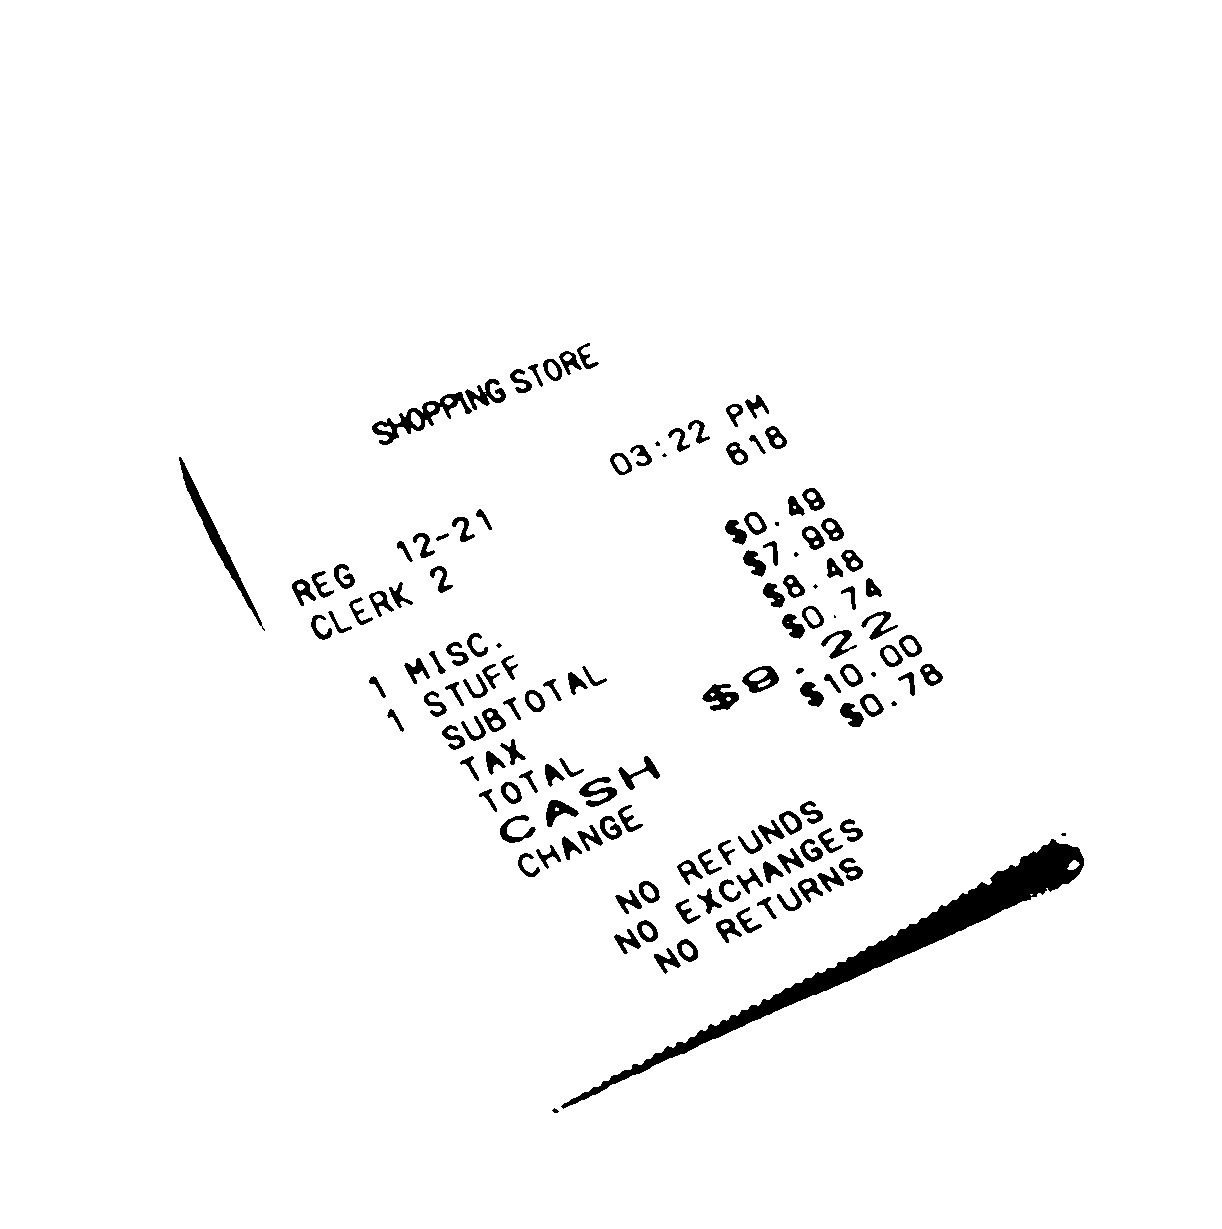 SHOPPING STORE
REG 12-21 03:22 PM
CLERK 2 618
1 MISC. $0.49
1 STUFF $7.99
SUBTOTAL $8.48
TAX $0.74
TOTAL $9.22
CASH $10.00
CHANGE $0.78
NO REFUNDS
NO EXCHANGES
NO RETURNS